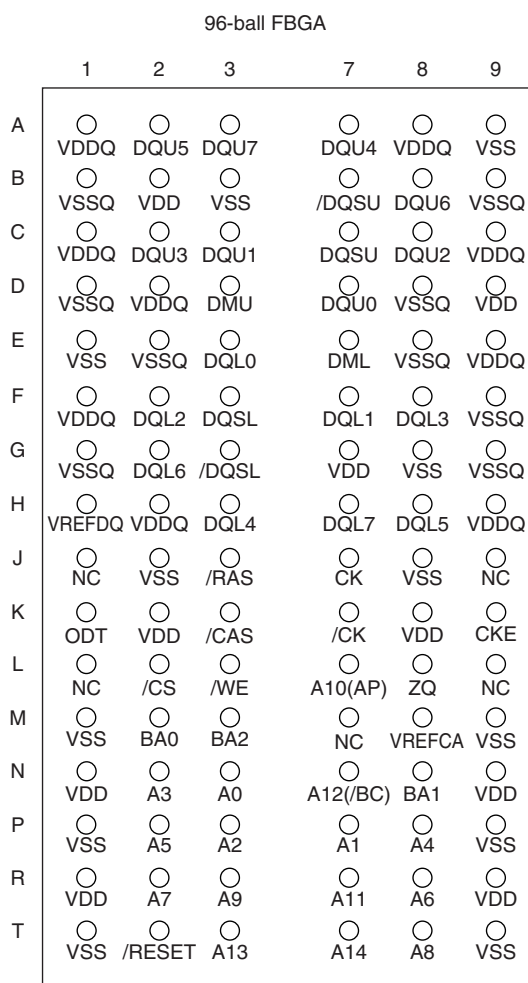 96-ball FBGA
1 2 3 7 8 9
A
VDDQ DQU5 DQU7 DQU4 VDDQ VSS
B
VSSQ VDD VSS /DQSU DQU6 VSSQ
C
VDDQ DQU3 DQU1 DQSU DQU2 VDDQ
D
VSSQ VDDQ DMU DQU0 VSSQ VDD
E
VSS VSSQ DQL0 DML VSSQ VDDQ
F
VDDQ DQL2 DQSL DQL1 DQL3 VSSQ
G
VSSQ DQL6 /DQSL VDD VSS VSSQ
H
VREFDQ VDDQ DQL4 DQL7 DQL5 VDDQ
J
NC VSS /RAS CK VSS NC
K
ODT VDD /CAS /CK VDD CKE
L
NC /CS /WE A10(AP) ZQ NC
M
VSS BA0 BA2 NC VREFCA VSS
N
VDD A3 A0 A12(/BC) BA1 VDD
P
VSS A5 A2 A1 A4 VSS
R
VDD A7 A9 A11 A6 VDD
T
VSS /RESET A13 A14 A8 VSS